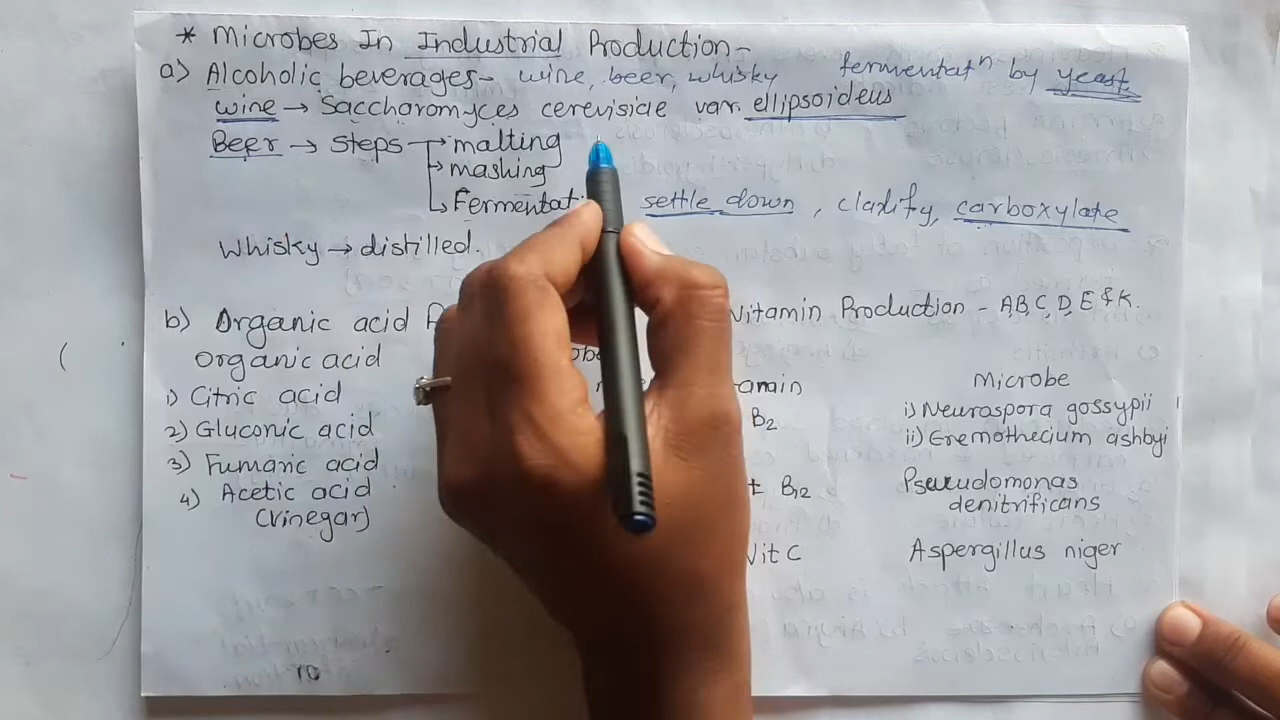 * Microbes In Industrial Production-
a) Alcoholic beverages- wine, beer, whisky fermentatⁿ by yeast.
wine → Saccharomyces cerevisiae var. ellipsoideus
Beer → steps → malting
→ mashing
→ Fermentat settle down, clarify, carboxylate
Whisky → distilled.
b) Organic acid Vitamin Production - A,B,C,D,E & K.
Organic acid
Microbe
1) Citric acid
2) Gluconic acid B2 i) Neuraspora gossypii
ii) Eremothecium ashbyi
3) Fumaric acid
4) Acetic acid B12 Pseuudomonas
(Vinegar) denitrificans
Vit C Aspergillus niger
10